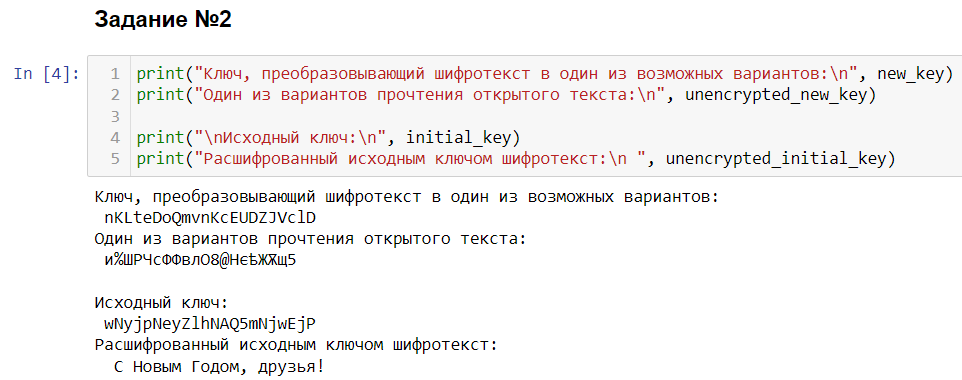 Задание №2
In [4]:
1 print("Ключ, преобразовывающий шифротекст в один из возможных вариантов:\n", new_key)
2 print("Один из вариантов прочтения открытого текста:\n", unencrypted_new_key)
3
4 print("\nИсходный ключ:\n", initial_key)
5 print("Расшифрованный исходным ключом шифротекст:\n ", unencrypted_initial_key)
Ключ, преобразовывающий шифротекст в один из возможных вариантов:
nKLteDoQmvnKcEUDZJVclD
Один из вариантов прочтения открытого текста:
и%ШРЧсФФвлО8@НєѣЖѪщ5
Исходный ключ:
wNyjpNeyZlhNAQ5mNjwEjP
Расшифрованный исходным ключом шифротекст:
С Новым Годом, друзья!